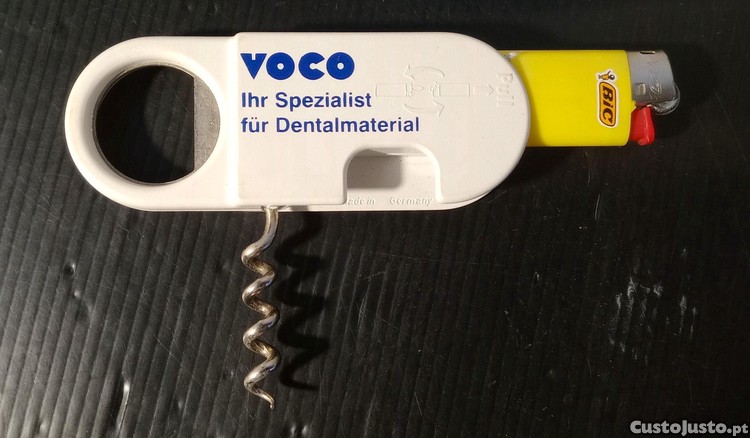 VOCO
Ihr Spezialist
für Dentalmaterial
Pull
BIC
Made in Germany
CustoJusto.pt